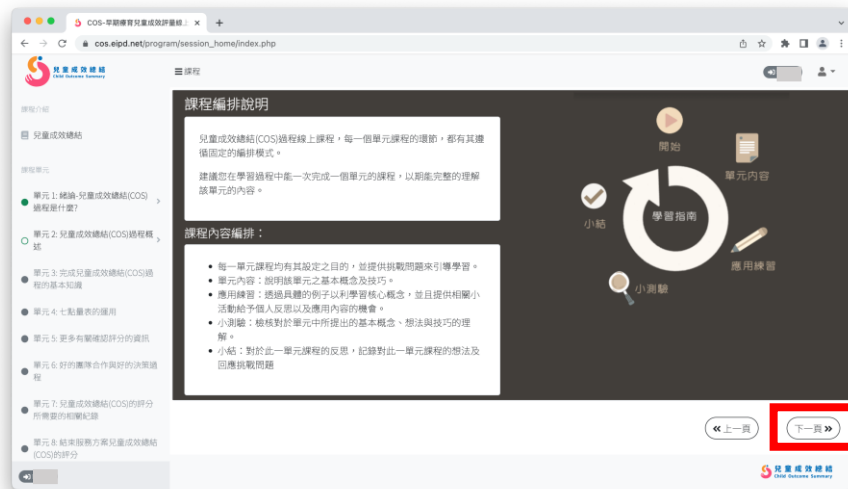 COS-早期療育兒童成效評量線上
cos.eipd.net/program/session_home/index.php
兒童成效總結
Child Outcome Summary
課程
課程介紹
兒童成效總結
課程單元
單元 1: 緒論-兒童成效總結(COS)
過程是什麼?
單元 2: 兒童成效總結(COS)過程概
述
單元 3: 完成兒童成效總結(COS)過
程的基本知識
單元 4: 七點量表的運用
單元 5: 更多有關確認評分的資訊
單元 6: 好的團隊合作與好的決策過
程
單元 7: 兒童成效總結(COS)的評分
所需要的相關紀錄
單元 8: 結束服務方案兒童成效總結
(COS)的評分
課程編排說明
兒童成效總結(COS)過程線上課程，每一個單元課程的環節，都有其遵
循固定的編排模式。
建議您在學習過程中能一次完成一個單元的課程，以期能完整的理解
該單元的內容。
課程內容編排：
每一單元課程均有其設定之目的，並提供挑戰問題來引導學習。
單元內容：說明該單元之基本概念及技巧。
應用練習：透過具體的例子以利學習核心概念，並且提供相關小
活動給予個人反思以及應用內容的機會。
小測驗：檢核對於單元中所提出的基本概念、想法與技巧的理
解。
小結：對於此一單元課程的反思，記錄對此一單元課程的想法及
回應挑戰問題
開始
單元內容
應用練習
小測驗
小結
學習指南
上一頁
下一頁
兒童成效總結
Child Outcome Summary